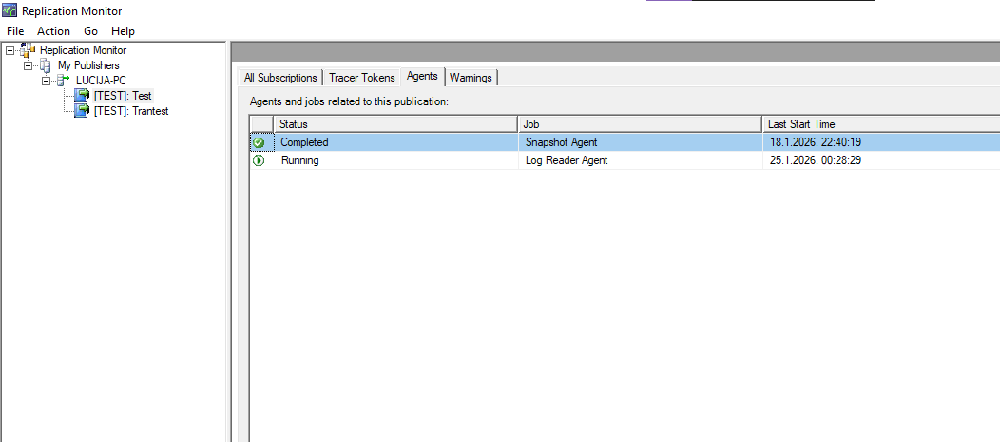 Replication Monitor
File Action Go Help
Replication Monitor
My Publishers
LUCIJA-PC
[TEST]: Test
[TEST]: Trantest
All Subscriptions Tracer Tokens Agents Warnings
Agents and jobs related to this publication:
Status Job Last Start Time
Completed Snapshot Agent 18.1.2026. 22:40:19
Running Log Reader Agent 25.1.2026. 00:28:29